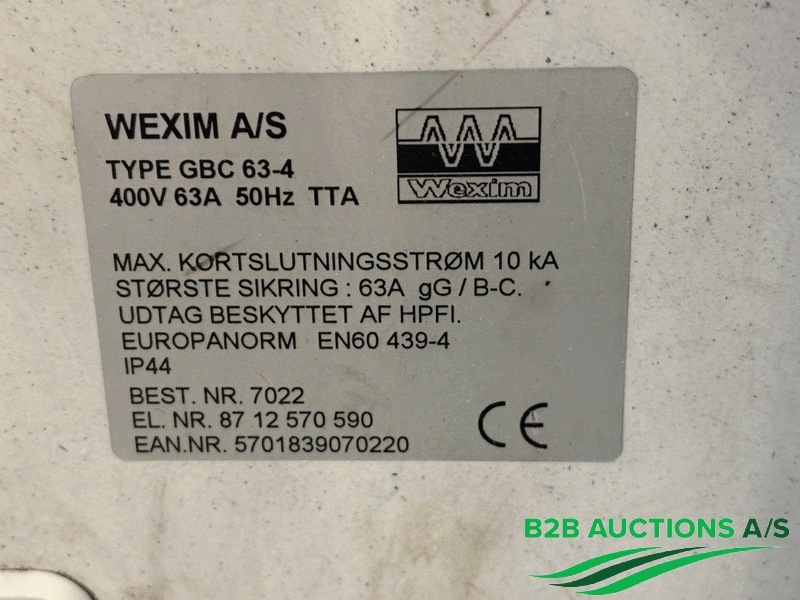 WEXIM A/S
TYPE GBC 63-4
400V 63A 50Hz TTA
Wexim
MAX. KORTSLUTNINGSSTRØM 10 kA
STØRSTE SIKRING : 63A gG / B-C.
UDTAG BESKYTTET AF HPFI.
EUROPANORM EN60 439-4
IP44
BEST. NR. 7022
EL. NR. 87 12 570 590
EAN.NR. 5701839070220
CE
B2B AUCTIONS A/S